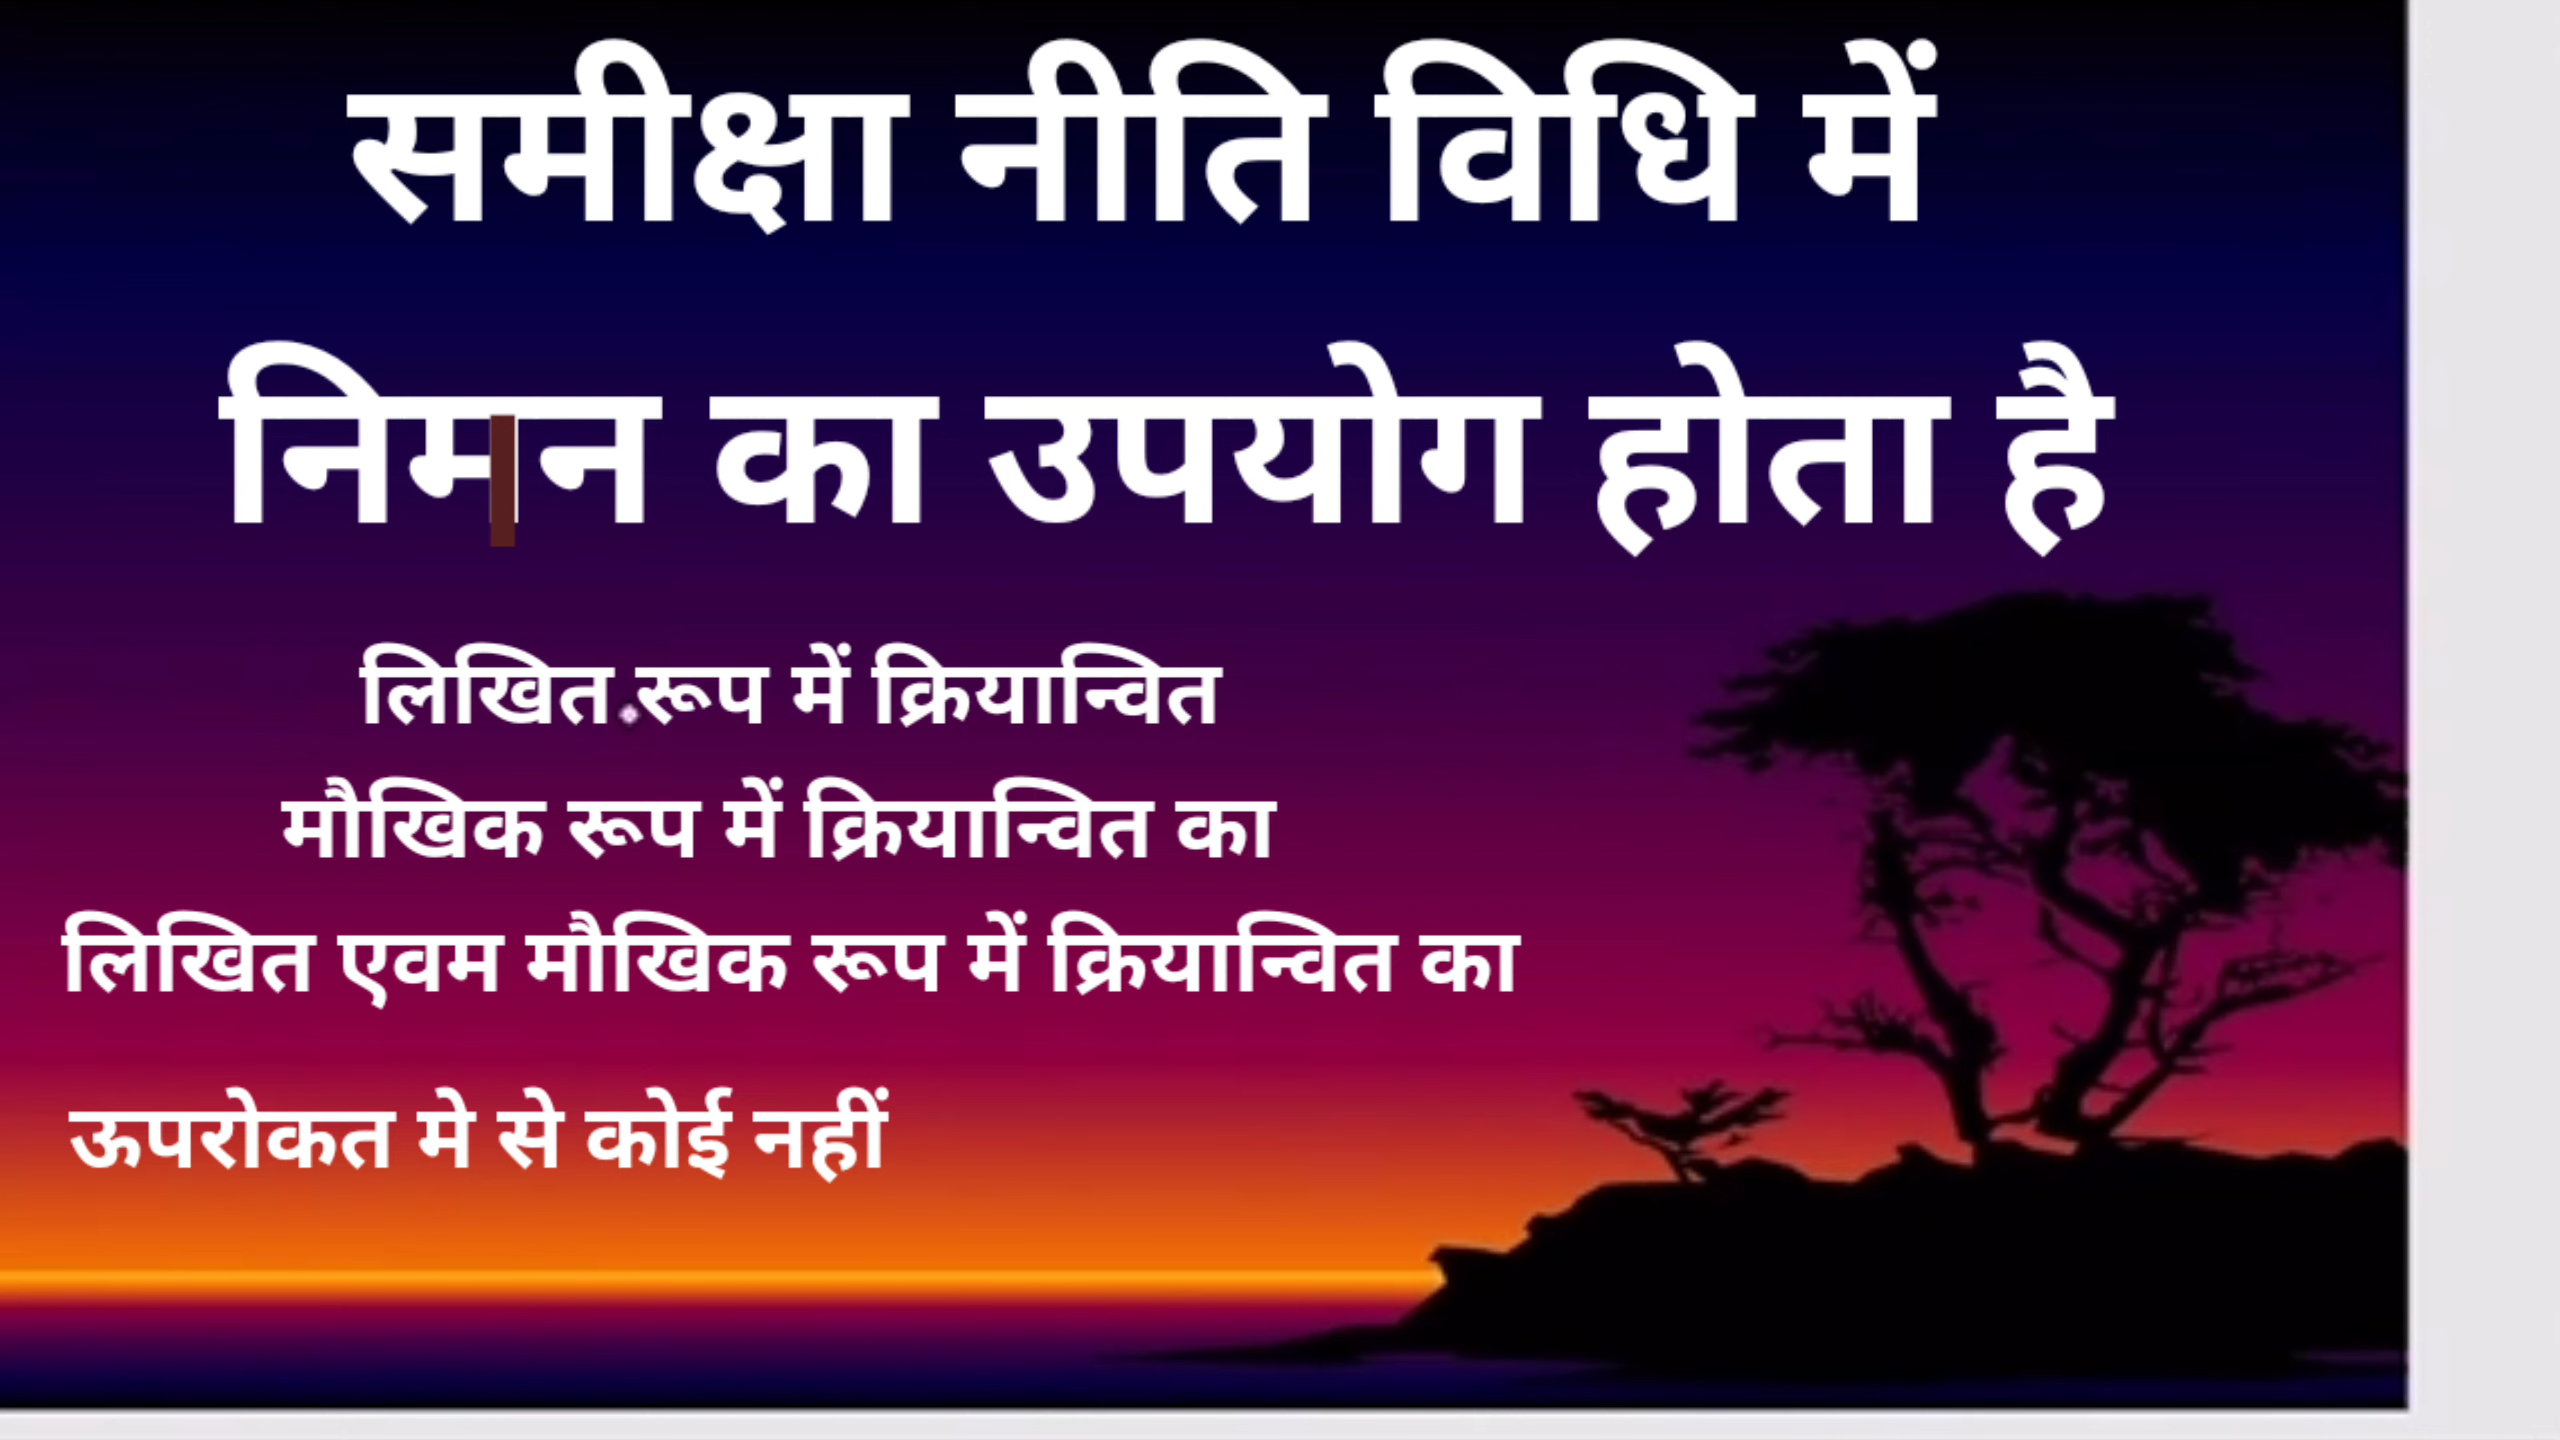 समीक्षा नीति विधि में
निमन का उपयोग होता है
लिखित रूप में क्रियान्वित
मौखिक रूप में क्रियान्वित का
लिखित एवम मौखिक रूप में क्रियान्वित का
ऊपरोकत मे से कोई नहीं